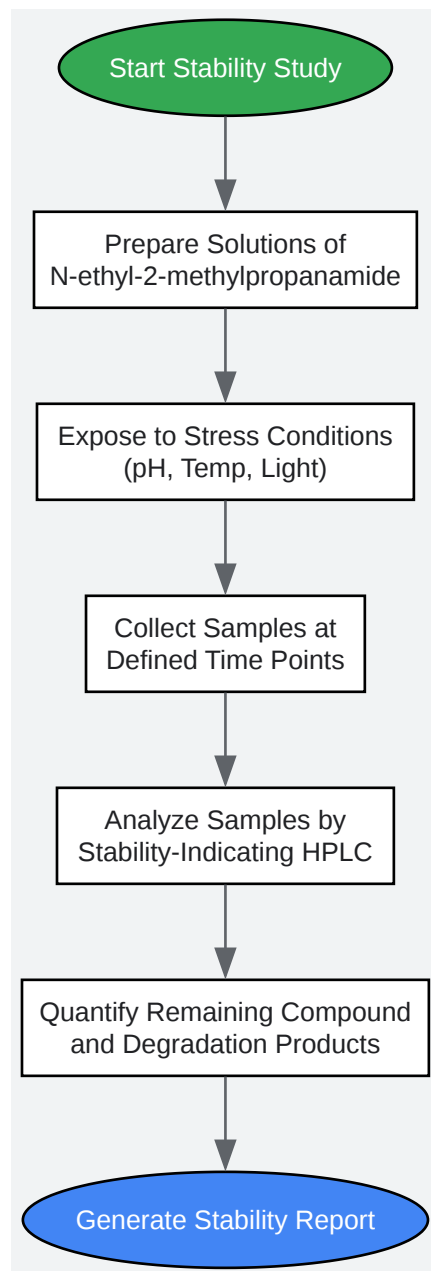 Start Stability Study
Prepare Solutions of
N-ethyl-2-methylpropanamide
Expose to Stress Conditions
(pH, Temp, Light)
Collect Samples at
Defined Time Points
Analyze Samples by
Stability-Indicating HPLC
Quantify Remaining Compound
and Degradation Products
Generate Stability Report